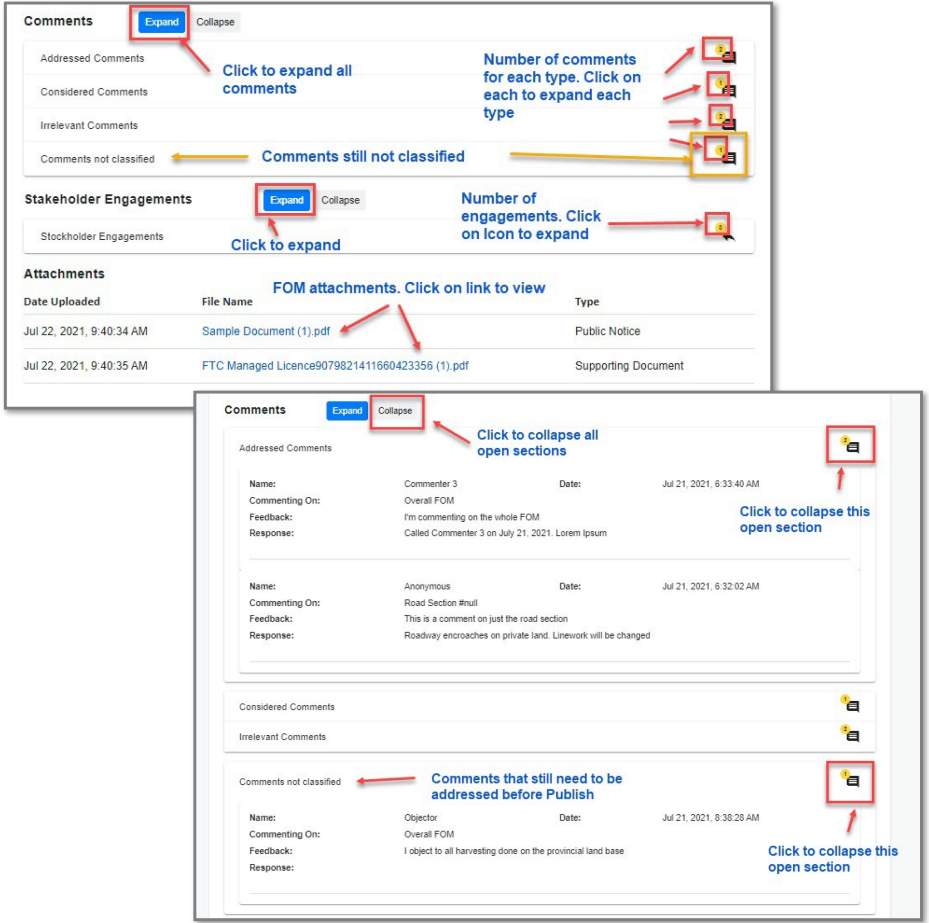 Comments Expand Collapse
Addressed Comments 2
Click to expand all
comments
Number of comments
for each type. Click on
each to expand each
type
Considered Comments 1
Irrelevant Comments 2
Comments not classified Comments still not classified 1
Stakeholder Engagements Expand Collapse
Number of
engagements. Click
on Icon to expand
Stockholder Engagements
Click to expand
Attachments
FOM attachments. Click on link to view
Date Uploaded File Name Type
Jul 22, 2021, 9:40:34 AM Sample Document (1).pdf Public Notice
Jul 22, 2021, 9:40:35 AM FTC Managed Licence9079821411660423356 (1).pdf Supporting Document
Comments Expand Collapse
Click to collapse all
open sections
Addressed Comments 2
Name: Commenter 3 Date: Jul 21, 2021, 6:33:40 AM
Commenting On: Overall FOM
Feedback: I'm commenting on the whole FOM
Response: Called Commenter 3 on July 21, 2021. Lorem Ipsum
Click to collapse this
open section
Name: Anonymous Date: Jul 21, 2021, 6:32:02 AM
Commenting On: Road Section #null
Feedback: This is a comment on just the road section
Response: Roadway encroaches on private land. Linework will be changed
Considered Comments 1
Irrelevant Comments 2
Comments not classified 1
Comments that still need to be
addressed before Publish
Name: Objector Date: Jul 21, 2021, 8:38:28 AM
Commenting On: Overall FOM
Feedback: I object to all harvesting done on the provincial land base
Response:
Click to collapse this
open section